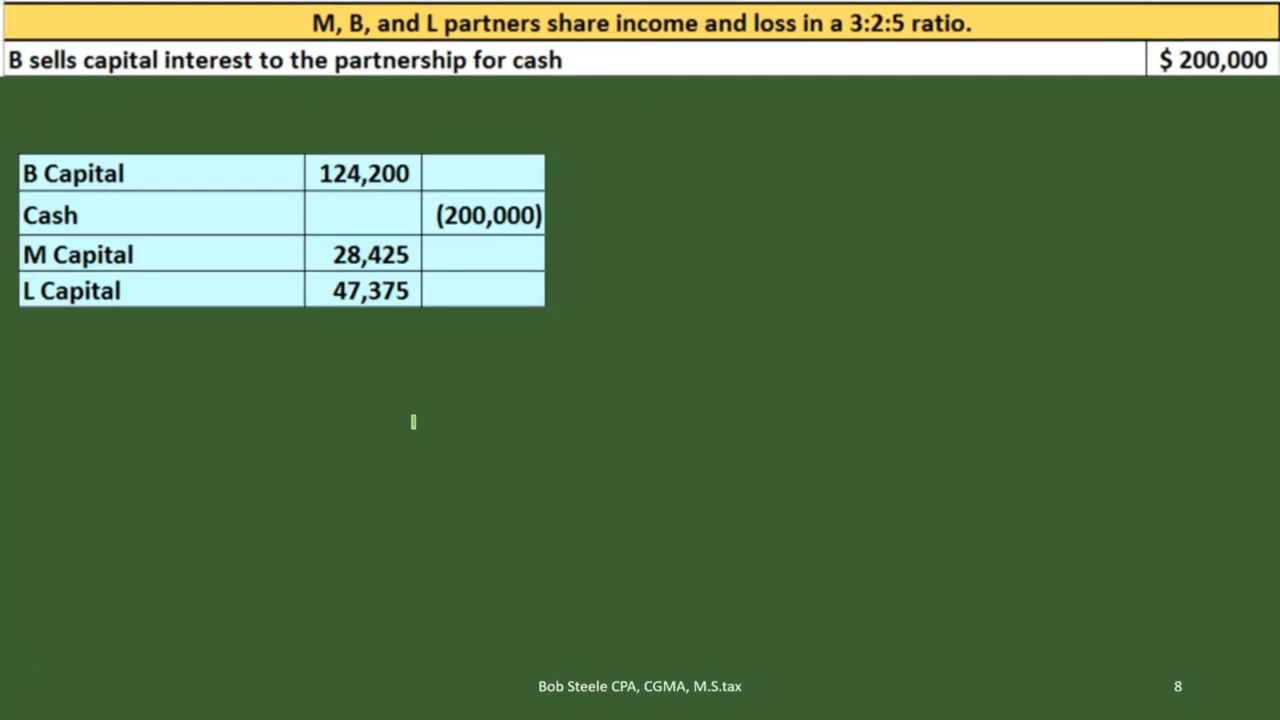 M, B, and L partners share income and loss in a 3:2:5 ratio.
B sells capital interest to the partnership for cash $ 200,000
B Capital 124,200
Cash (200,000)
M Capital 28,425
L Capital 47,375
Bob Steele CPA, CGMA, M.S.tax 8